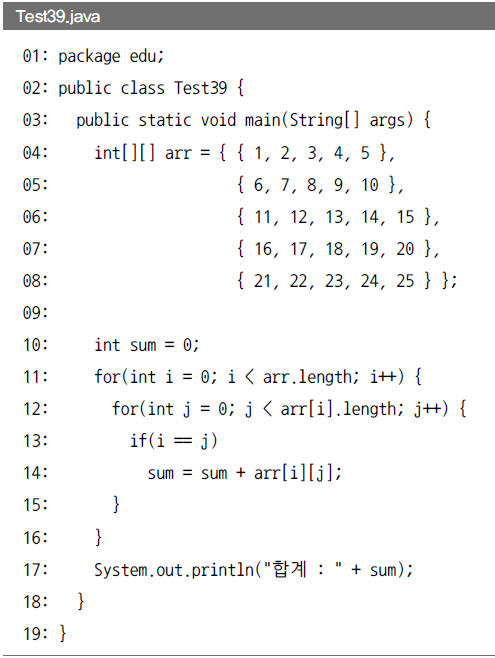 Test39.java
01: package edu;
02: public class Test39 {
03:   public static void main(String[] args) {
04:     int[][] arr = { { 1, 2, 3, 4, 5 },
05:                     { 6, 7, 8, 9, 10 },
06:                     { 11, 12, 13, 14, 15 },
07:                     { 16, 17, 18, 19, 20 },
08:                     { 21, 22, 23, 24, 25 } };
09:
10:     int sum = 0;
11:     for(int i = 0; i < arr.length; i++) {
12:       for(int j = 0; j < arr[i].length; j++) {
13:         if(i == j)
14:           sum = sum + arr[i][j];
15:       }
16:     }
17:     System.out.println("합계 : " + sum);
18:   }
19: }